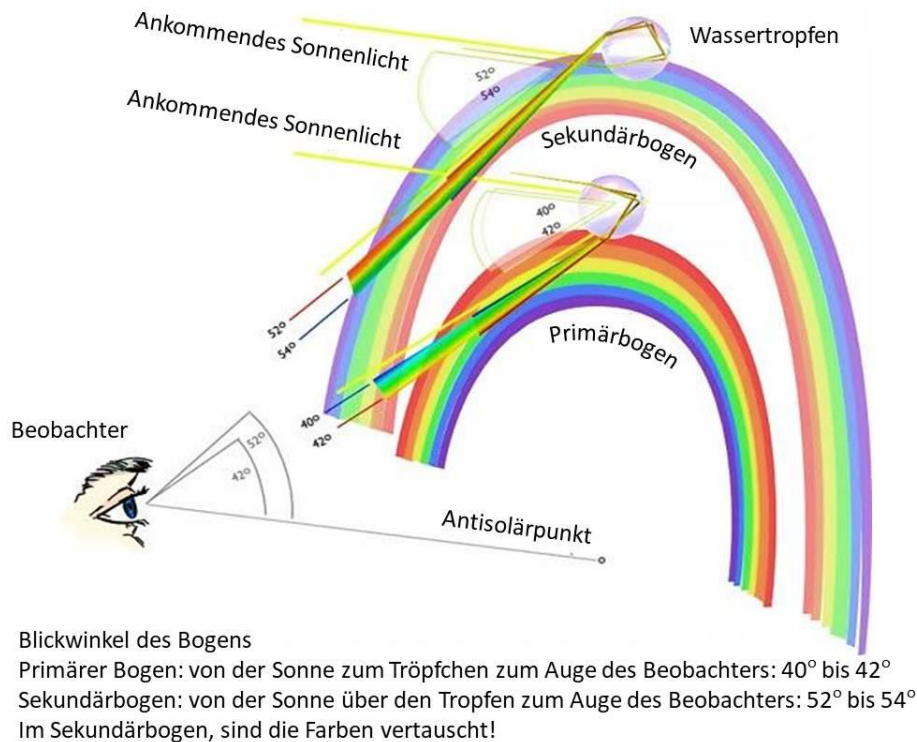 Ankommendes Sonnenlicht
Wassertropfen
52°
54°
Ankommendes Sonnenlicht
Sekundärbogen
40°
42°
52°
54°
Primärbogen
40°
42°
Beobachter
52°
42°
Antisolärpunkt
Blickwinkel des Bogens
Primärer Bogen: von der Sonne zum Tröpfchen zum Auge des Beobachters: 40° bis 42°
Sekundärbogen: von der Sonne über den Tropfen zum Auge des Beobachters: 52° bis 54°
Im Sekundärbogen, sind die Farben vertauscht!